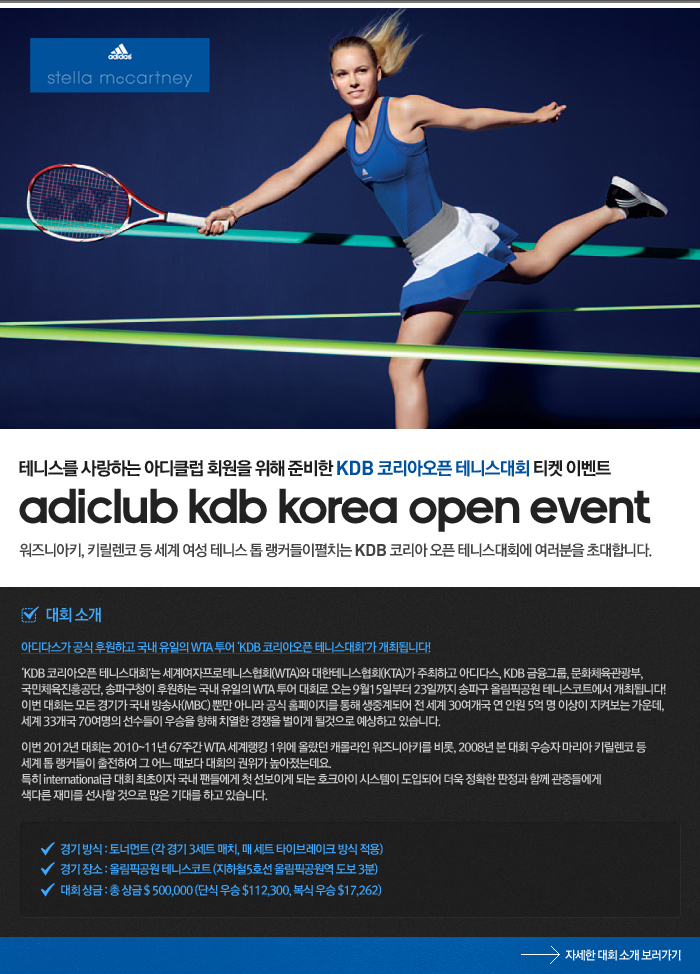 adidas
stella mccartney
테니스를 사랑하는 아디클럽 회원을 위해 준비한 KDB 코리아오픈 테니스대회 티켓 이벤트
adiclub kdb korea open event
워즈니아키, 키릴렌코 등 세계 여성 테니스 톱 랭커들이펼치는 KDB 코리아 오픈 테니스대회에 여러분을 초대합니다.
대회 소개
아디다스가 공식 후원하고 국내 유일의 WTA 투어 ‘KDB 코리아오픈 테니스대회’가 개최됩니다!
‘KDB 코리아오픈 테니스대회’는 세계여자프로테니스협회(WTA)와 대한테니스협회(KTA)가 주최하고 아디다스, KDB 금융그룹, 문화체육관광부,
국민체육진흥공단, 송파구청이 후원하는 국내 유일의 WTA 투어 대회로 오는 9월15일부터 23일까지 송파구 올림픽공원 테니스코트에서 개최됩니다!
이번 대회는 모든 경기가 국내 방송사(MBC) 뿐만 아니라 공식 홈페이지를 통해 생중계되어 전 세계 30여개국 연 인원 5억 명 이상이 지켜보는 가운데,
세계 33개국 70여명의 선수들이 우승을 향해 치열한 경쟁을 벌이게 될것으로 예상하고 있습니다.
이번 2012년 대회는 2010~11년 67주간 WTA 세계랭킹 1위에 올랐던 캐롤라인 워즈니아키를 비롯, 2008년 본 대회 우승자 마리아 키릴렌코 등
세계 톱 랭커들이 출전하여 그 어느 때보다 대회의 권위가 높아졌는데요.
특히 international급 대회 최초이자 국내 팬들에게 첫 선보이게 되는 호크아이 시스템이 도입되어 더욱 정확한 판정과 함께 관중들에게
색다른 재미를 선사할 것으로 많은 기대를 하고 있습니다.
경기 방식 : 토너먼트 (각 경기 3세트 매치, 매 세트 타이브레이크 방식 적용)
경기 장소 : 올림픽공원 테니스코트 (지하철5호선 올림픽공원역 도보 3분)
대회 상금 : 총 상금 $ 500,000 (단식 우승 $112,300, 복식 우승 $17,262)
자세한 대회 소개 보러가기